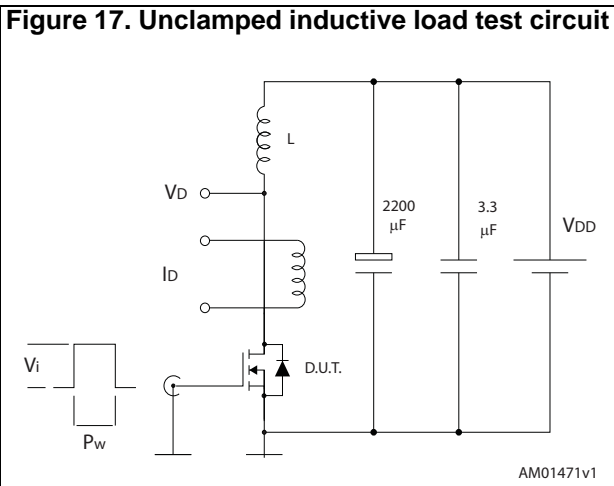 Figure 17. Unclamped inductive load test circuit
L
VD
2200
μF
3.3
μF
VDD
ID
Vi
D.U.T.
Pw
AM01471v1